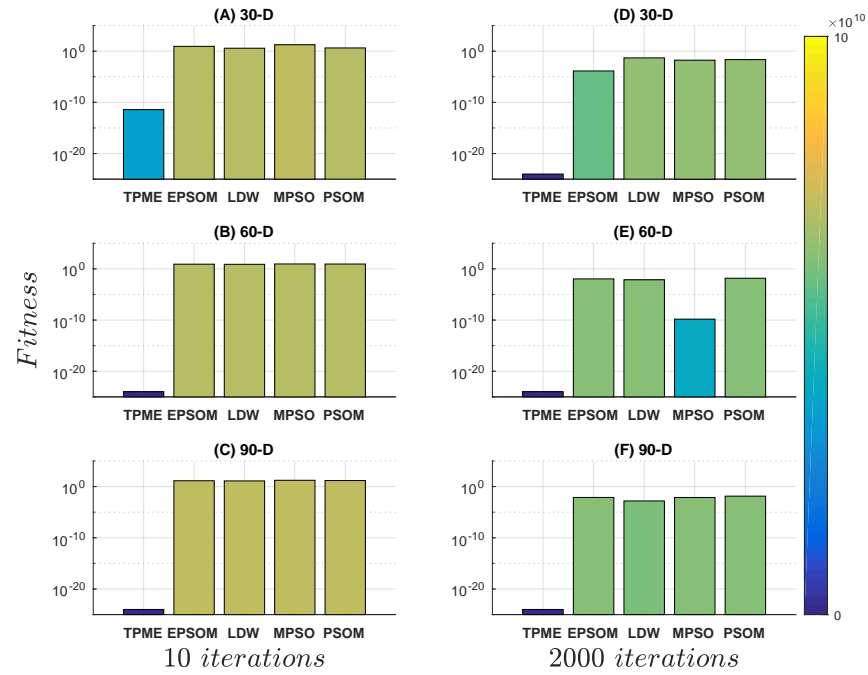 (A) 30-D
10^0
10^-10
10^-20
TPME EPSOM LDW MPSO PSOM
(B) 60-D
10^0
10^-10
10^-20
TPME EPSOM LDW MPSO PSOM
(C) 90-D
10^0
10^-10
10^-20
TPME EPSOM LDW MPSO PSOM
Fitness
10 iterations
(D) 30-D
10^0
10^-10
10^-20
TPME EPSOM LDW MPSO PSOM
(E) 60-D
10^0
10^-10
10^-20
TPME EPSOM LDW MPSO PSOM
(F) 90-D
10^0
10^-10
10^-20
TPME EPSOM LDW MPSO PSOM
2000 iterations
×10^10
10
0